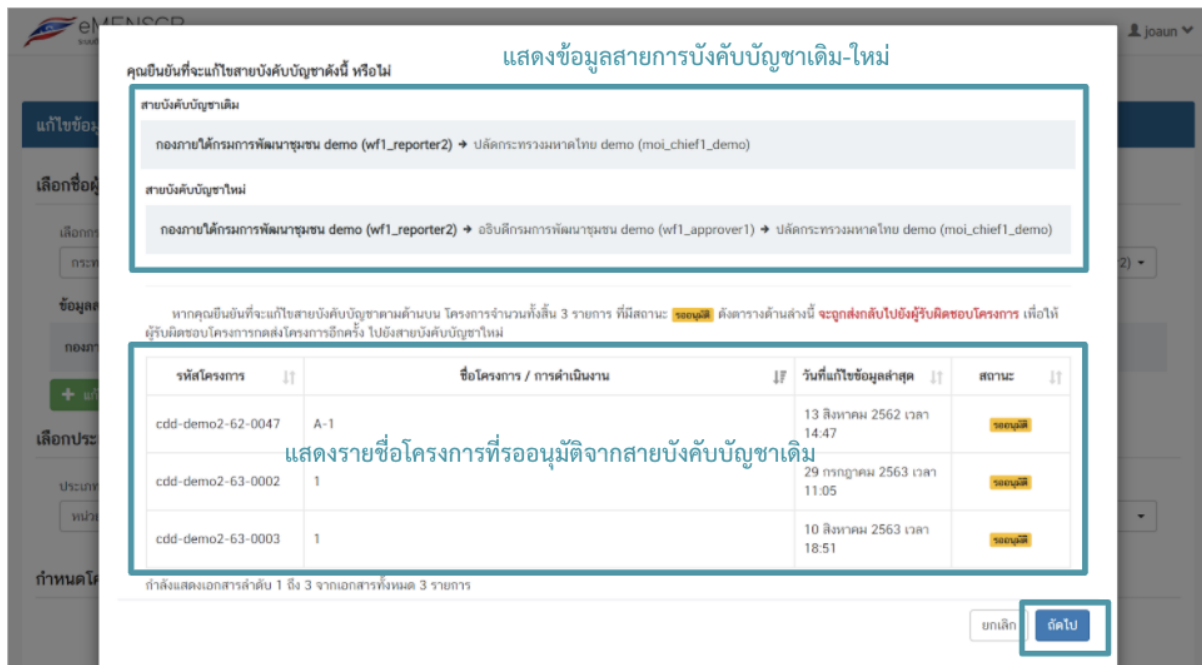 eMENSCR
joaun
แสดงข้อมูลสายการบังคับบัญชาเดิม-ใหม่
คุณยืนยันที่จะแก้ไขสายบังคับบัญชาดังนี้ หรือไม่
สายบังคับบัญชาเดิม
แก้ไขข้อมู
กองภายใต้กรมการพัฒนาชุมชน demo (wf1_reporter2) → ปลัดกระทรวงมหาดไทย demo (moi_chief1_demo)
เลือกชื่อผู้
สายบังคับบัญชาใหม่
เลือกกร
กองภายใต้กรมการพัฒนาชุมชน demo (wf1_reporter2) → อธิบดีกรมการพัฒนาชุมชน demo (wf1_approver1) → ปลัดกระทรวงมหาดไทย demo (moi_chief1_demo)
กระท
2)
ข้อมูลส
หากคุณยืนยันที่จะแก้ไขสายบังคับบัญชาตามด้านบน โครงการจำนวนทั้งสิ้น 3 รายการ ที่มีสถานะ รออนุมัติ ดังตารางด้านล่างนี้ จะถูกส่งกลับไปยังผู้รับผิดชอบโครงการ เพื่อให้
ผู้รับผิดชอบโครงการกดส่งโครงการอีกครั้ง ไปยังสายบังคับบัญชาใหม่
กองภา
รหัสโครงการ ชื่อโครงการ / การดำเนินงาน วันที่แก้ไขข้อมูลล่าสุด สถานะ
+ แก้
cdd-demo2-62-0047 A-1 13 สิงหาคม 2562 เวลา 14:47 รออนุมัติ
เลือกประ
แสดงรายชื่อโครงการที่รออนุมัติจากสายบังคับบัญชาเดิม
cdd-demo2-63-0002 1 29 กรกฎาคม 2563 เวลา 11:05 รออนุมัติ
ประเภท
หน่วย
cdd-demo2-63-0003 1 10 สิงหาคม 2563 เวลา 18:51 รออนุมัติ
กำหนดโค
กำลังแสดงเอกสารลำดับ 1 ถึง 3 จากเอกสารทั้งหมด 3 รายการ
ยกเลิก ถัดไป